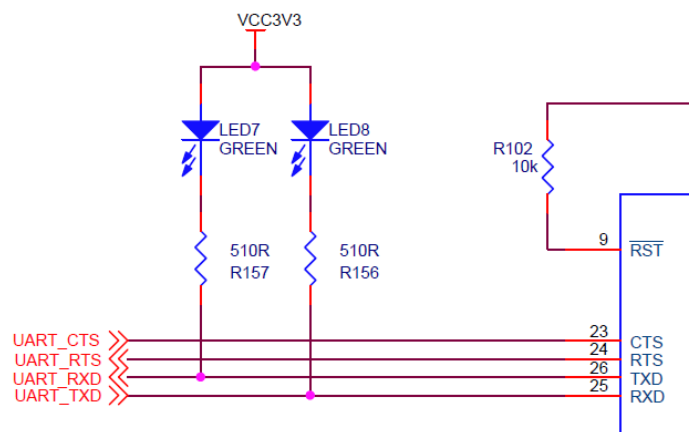 VCC3V3
LED7
GREEN
LED8
GREEN
R102
10k
510R
R157
510R
R156
9
RST
UART_CTS
23
CTS
UART_RTS
24
RTS
UART_RXD
26
TXD
UART_TXD
25
RXD